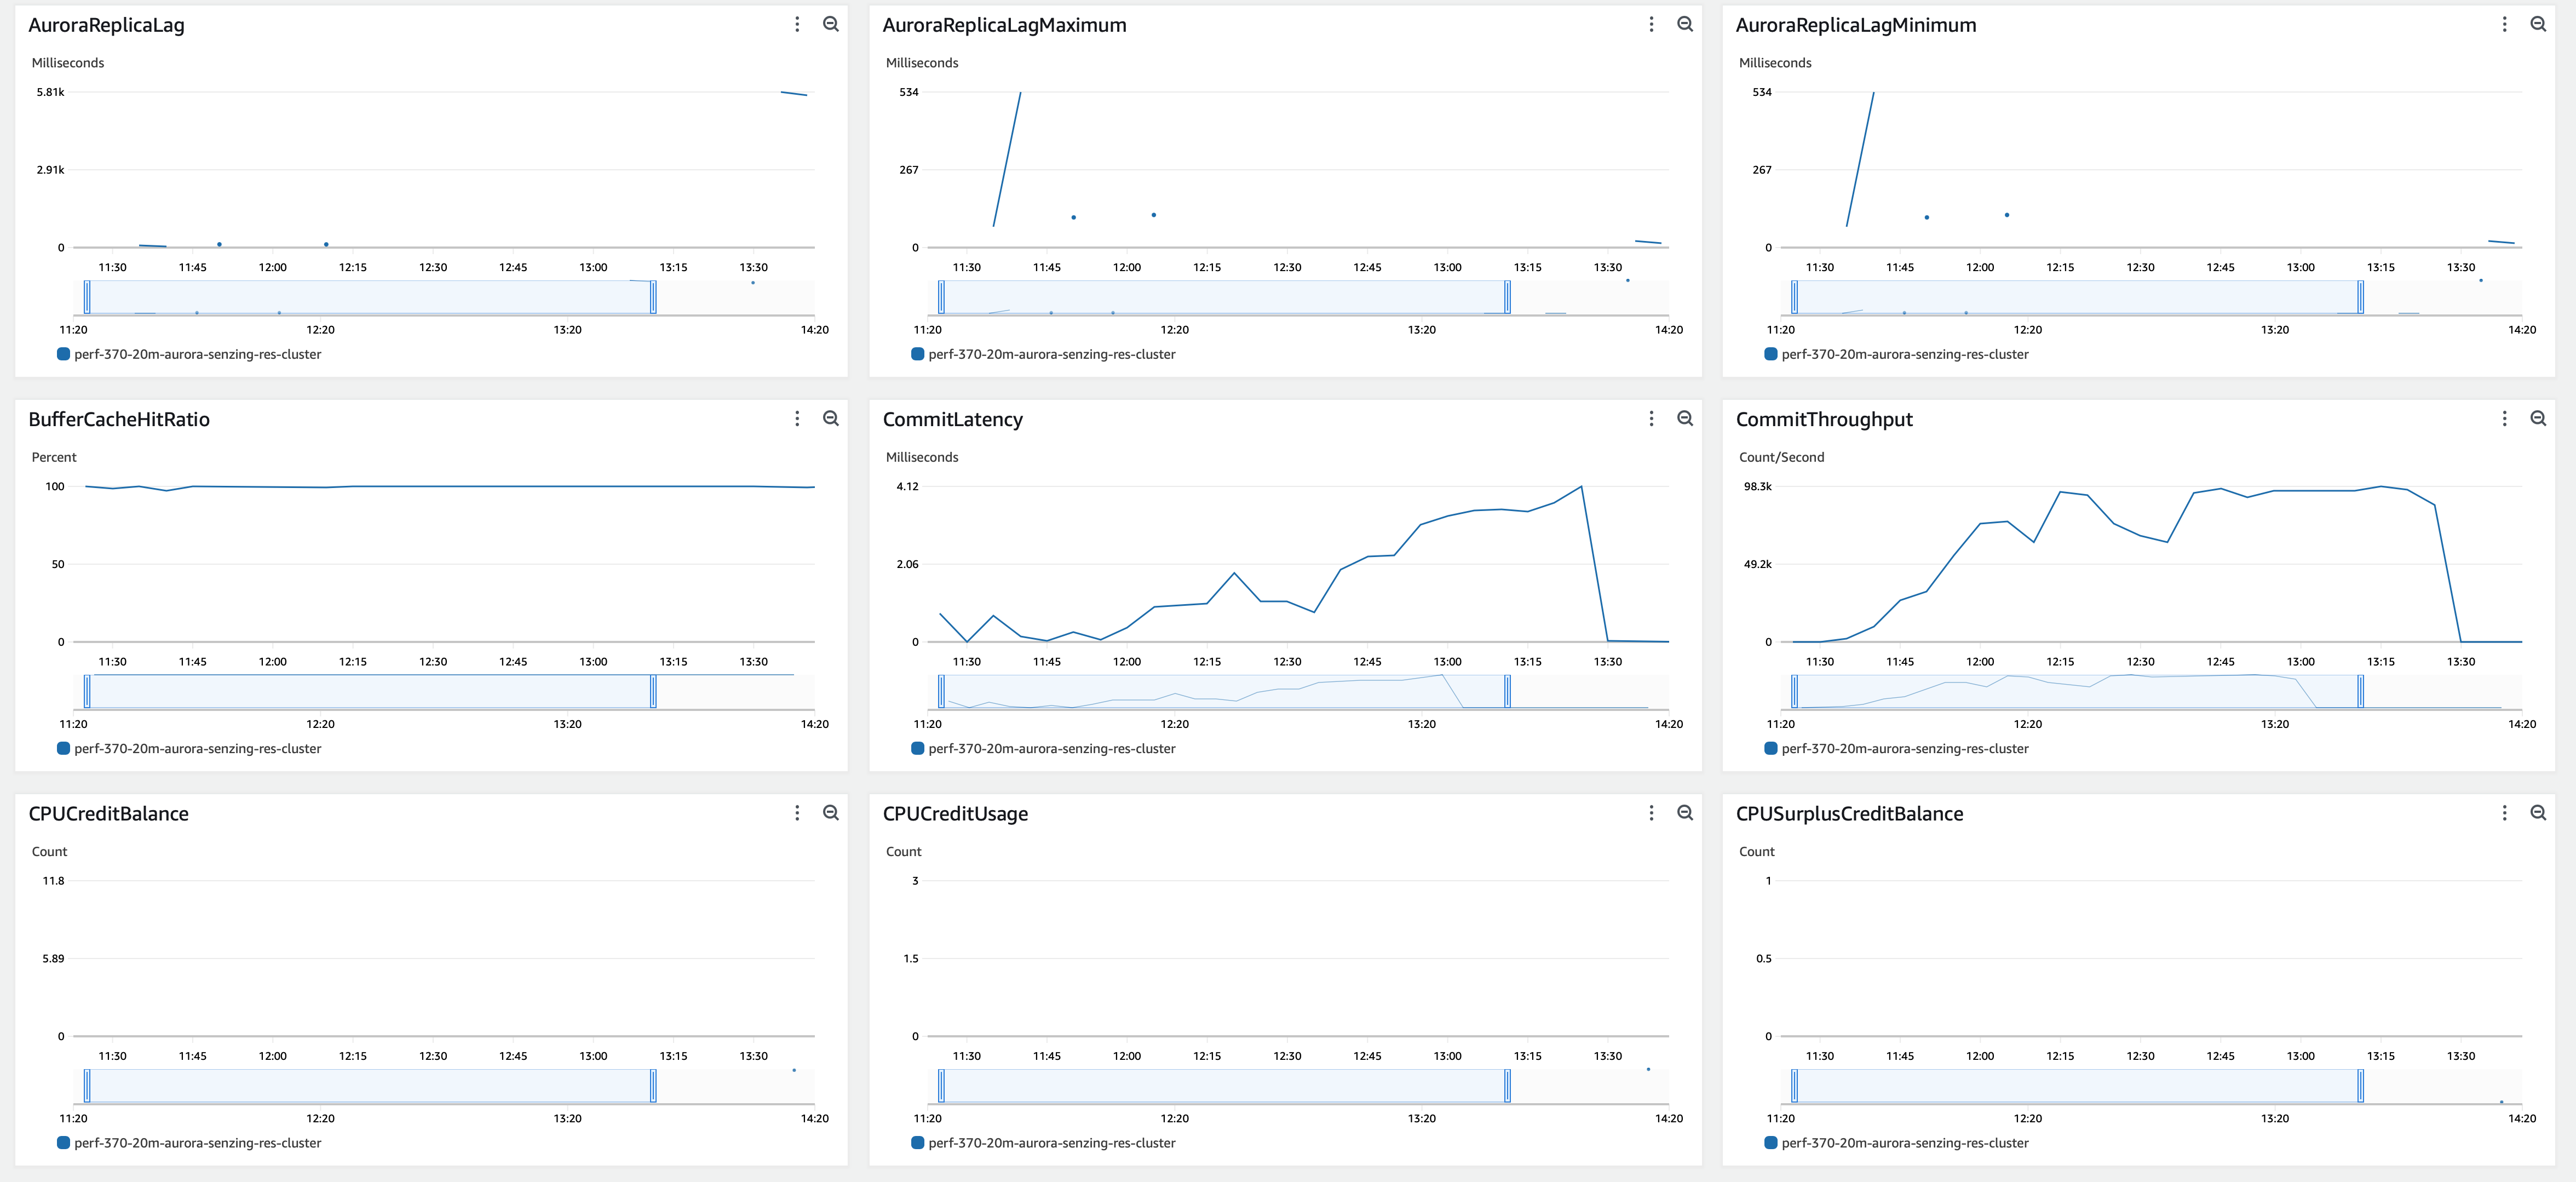 AuroraReplicaLag
Milliseconds
5.81k
2.91k
0
11:30 11:45 12:00 12:15 12:30 12:45 13:00 13:15 13:30
11:20 12:20 13:20 14:20
perf-370-20m-aurora-senzing-res-cluster
AuroraReplicaLagMaximum
Milliseconds
534
267
0
11:30 11:45 12:00 12:15 12:30 12:45 13:00 13:15 13:30
11:20 12:20 13:20 14:20
perf-370-20m-aurora-senzing-res-cluster
AuroraReplicaLagMinimum
Milliseconds
534
267
0
11:30 11:45 12:00 12:15 12:30 12:45 13:00 13:15 13:30
11:20 12:20 13:20 14:20
perf-370-20m-aurora-senzing-res-cluster
BufferCacheHitRatio
Percent
100
50
0
11:30 11:45 12:00 12:15 12:30 12:45 13:00 13:15 13:30
11:20 12:20 13:20 14:20
perf-370-20m-aurora-senzing-res-cluster
CommitLatency
Milliseconds
4.12
2.06
0
11:30 11:45 12:00 12:15 12:30 12:45 13:00 13:15 13:30
11:20 12:20 13:20 14:20
perf-370-20m-aurora-senzing-res-cluster
CommitThroughput
Count/Second
98.3k
49.2k
0
11:30 11:45 12:00 12:15 12:30 12:45 13:00 13:15 13:30
11:20 12:20 13:20 14:20
perf-370-20m-aurora-senzing-res-cluster
CPUCreditBalance
Count
11.8
5.89
0
11:30 11:45 12:00 12:15 12:30 12:45 13:00 13:15 13:30
11:20 12:20 13:20 14:20
perf-370-20m-aurora-senzing-res-cluster
CPUCreditUsage
Count
3
1.5
0
11:30 11:45 12:00 12:15 12:30 12:45 13:00 13:15 13:30
11:20 12:20 13:20 14:20
perf-370-20m-aurora-senzing-res-cluster
CPUSurplusCreditBalance
Count
1
0.5
0
11:30 11:45 12:00 12:15 12:30 12:45 13:00 13:15 13:30
11:20 12:20 13:20 14:20
perf-370-20m-aurora-senzing-res-cluster